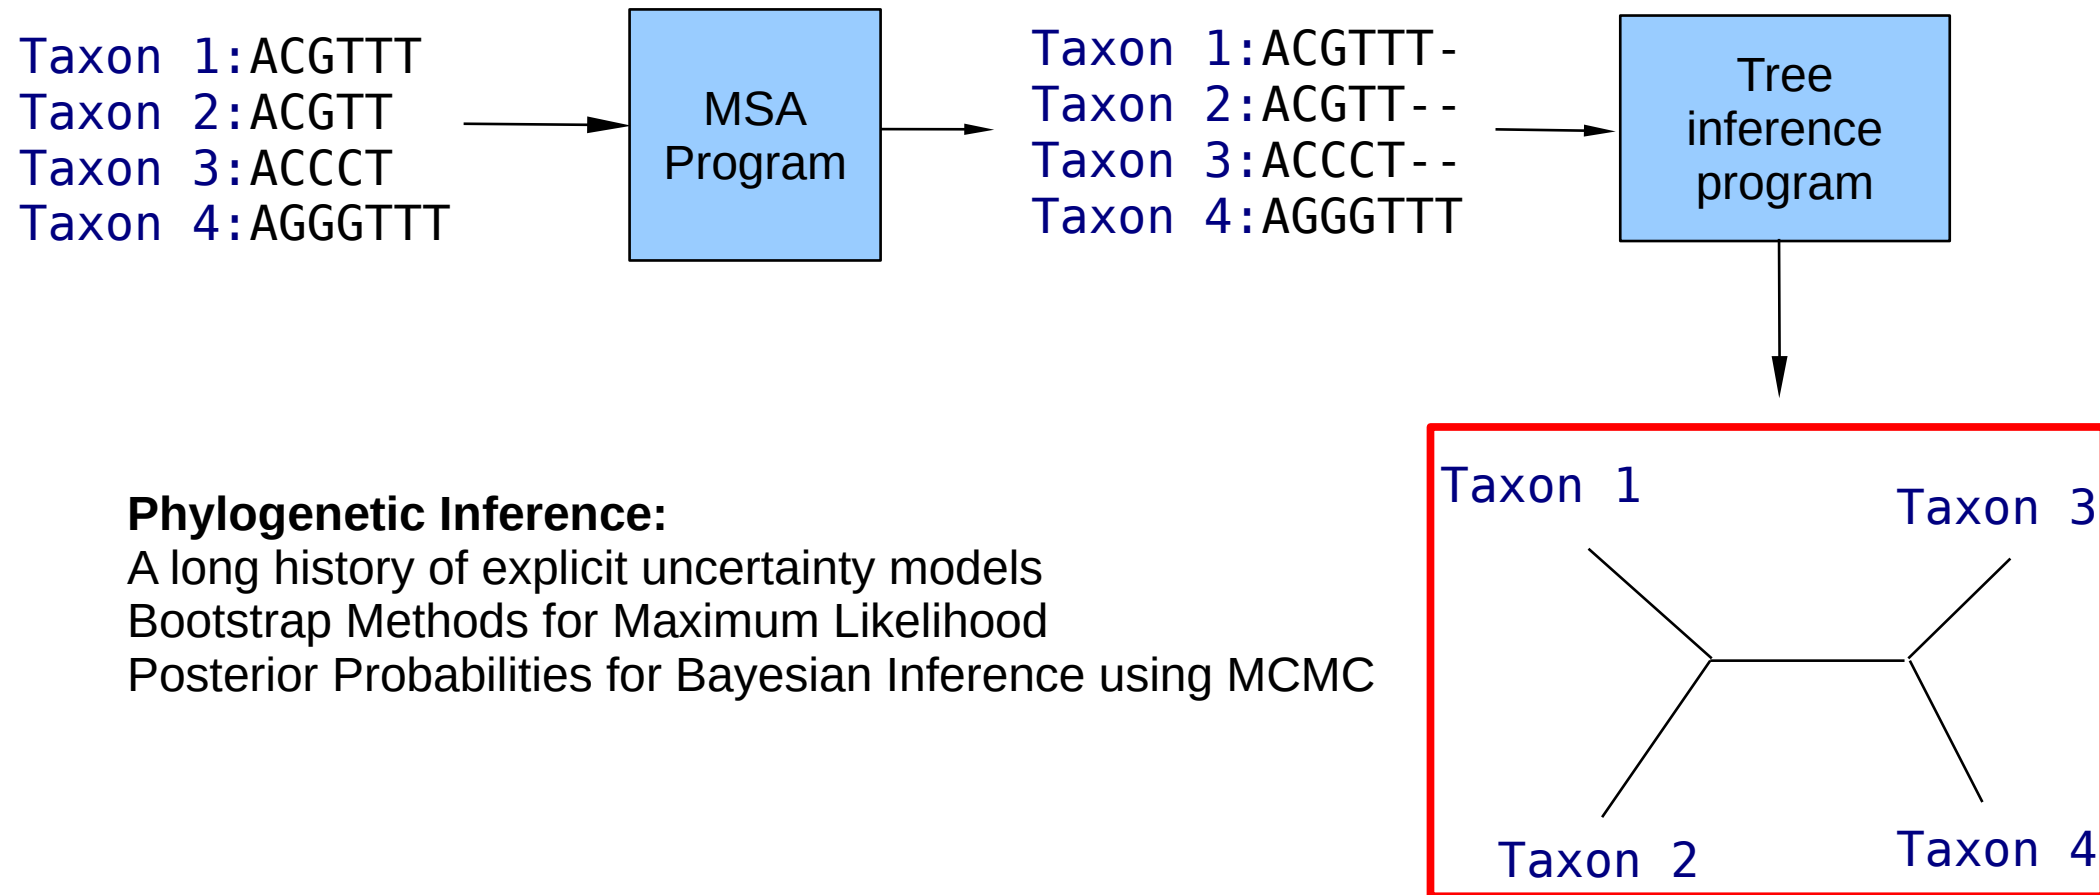 Taxon 1:ACGTTT
Taxon 2:ACGTT
Taxon 3:ACCCT
Taxon 4:AGGGTTT
MSA
Program
Taxon 1:ACGTTT-
Taxon 2:ACGTT--
Taxon 3:ACCCT--
Taxon 4:AGGGTTT
Tree
inference
program
Phylogenetic Inference:
A long history of explicit uncertainty models
Bootstrap Methods for Maximum Likelihood
Posterior Probabilities for Bayesian Inference using MCMC
Taxon 1
Taxon 3
Taxon 2
Taxon 4